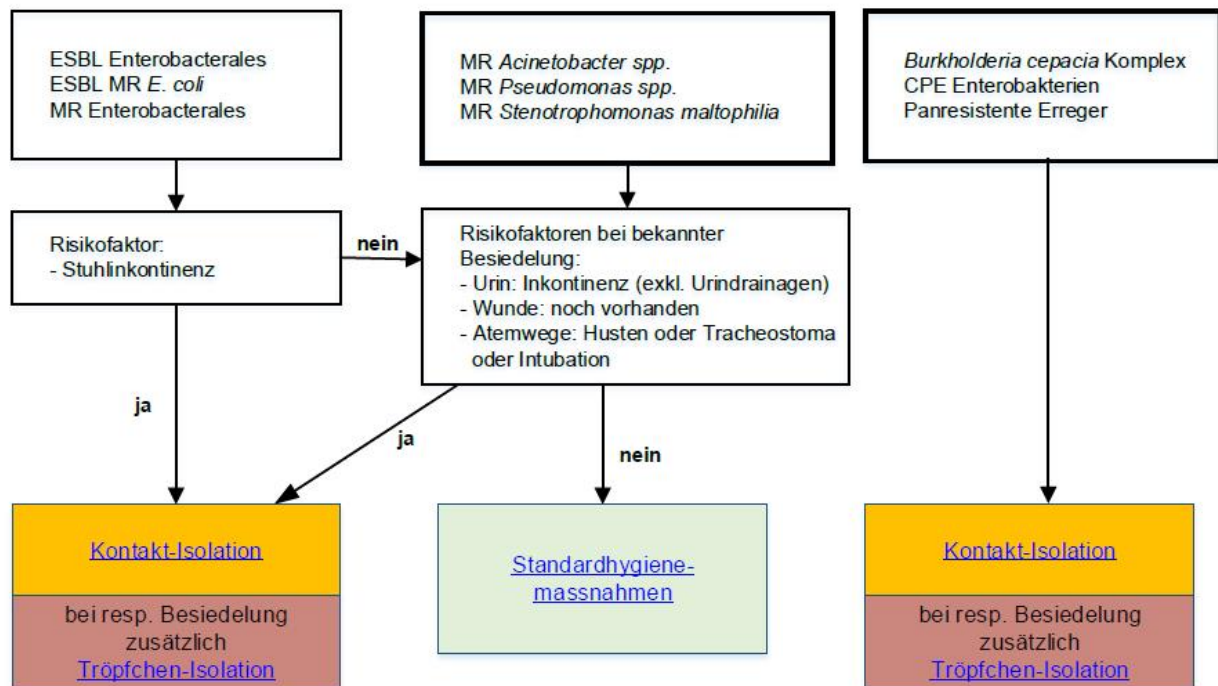 ESBL Enterobacterales
ESBL MR E. coli
MR Enterobacterales
MR Acinetobacter spp.
MR Pseudomonas spp.
MR Stenotrophomonas maltophilia
Burkholderia cepacia Komplex
CPE Enterobakterien
Panresistente Erreger
Risikofaktor:
- Stuhlinkontinenz
nein
Risikofaktoren bei bekannter
Besiedelung:
- Urin: Inkontinenz (exkl. Urindrainagen)
- Wunde: noch vorhanden
- Atemwege: Husten oder Tracheostoma
oder Intubation
ja
ja
nein
Kontakt-Isolation
bei resp. Besiedelung
zusätzlich
Tröpfchen-Isolation
Standardhygiene-
massnahmen
Kontakt-Isolation
bei resp. Besiedelung
zusätzlich
Tröpfchen-Isolation